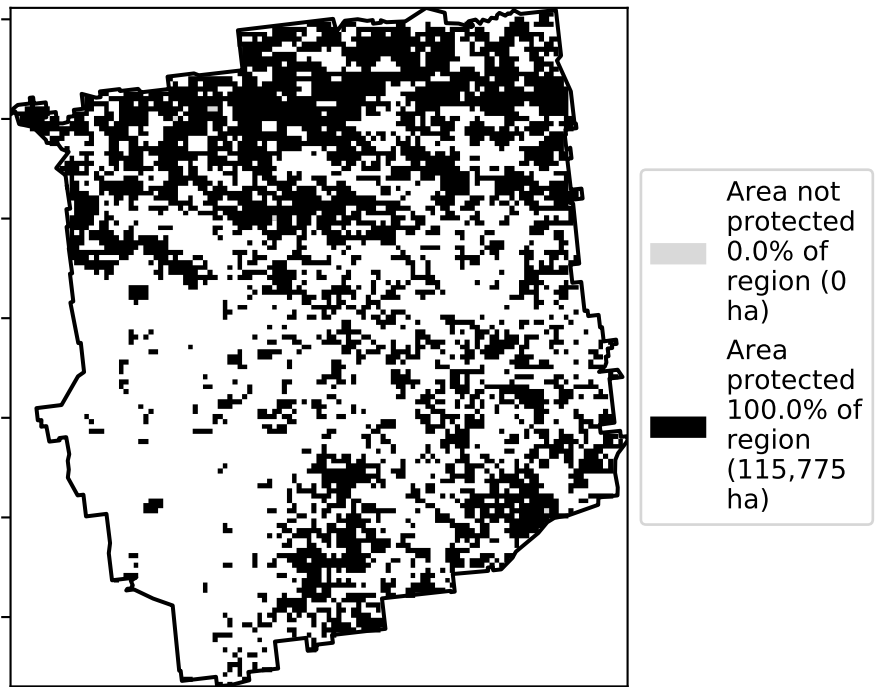 Area not
protected
0.0% of
region (0
ha)
Area
protected
100.0% of
region
(115,775
ha)